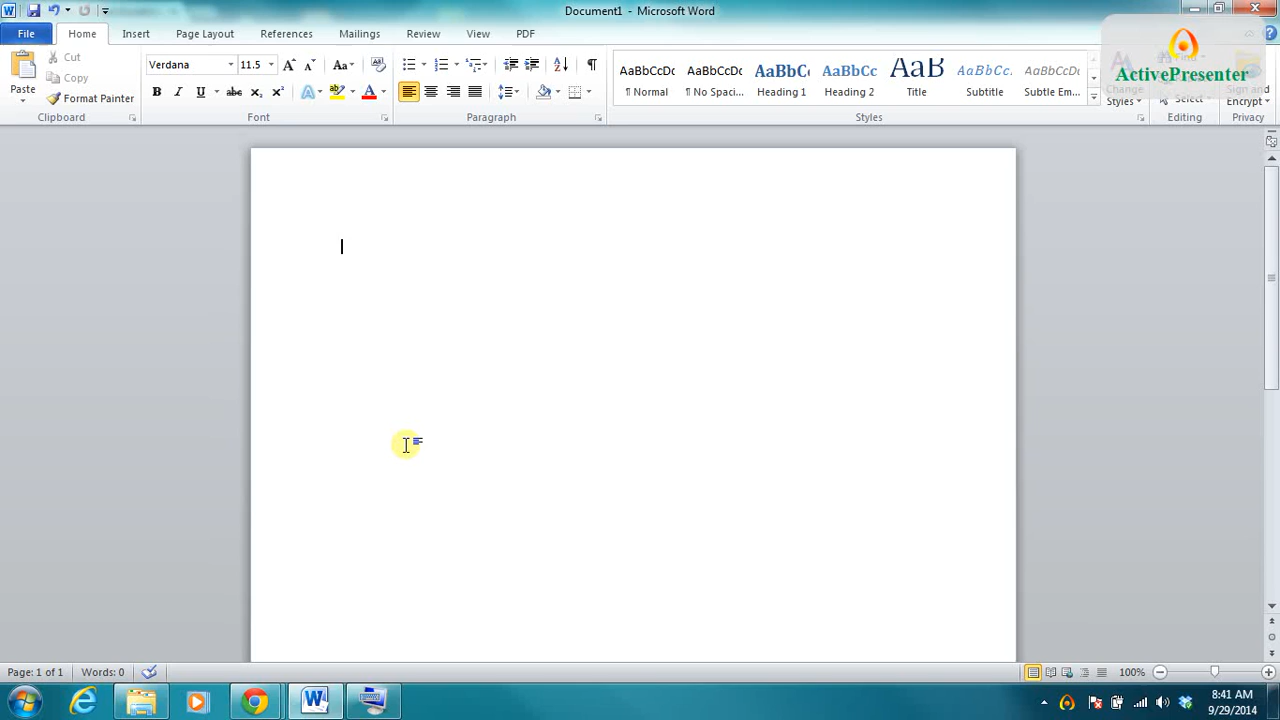 Document1 - Microsoft Word
File Home Insert Page Layout References Mailings Review View PDF
ActivePresenter
Paste
Cut
Copy
Format Painter
Clipboard
Verdana 11.5
Font
Paragraph
AaBbCcDc AaBbCcDc AaBbCc AaBbCc AaB AaBbCc. AaBbCcDc
¶ Normal ¶ No Spaci... Heading 1 Heading 2 Title Subtitle Subtle Em...
Styles
Change
Styles
Find
Select
Editing
Sign and
Encrypt
Privacy
Page: 1 of 1 Words: 0
100%
8:41 AM
9/29/2014